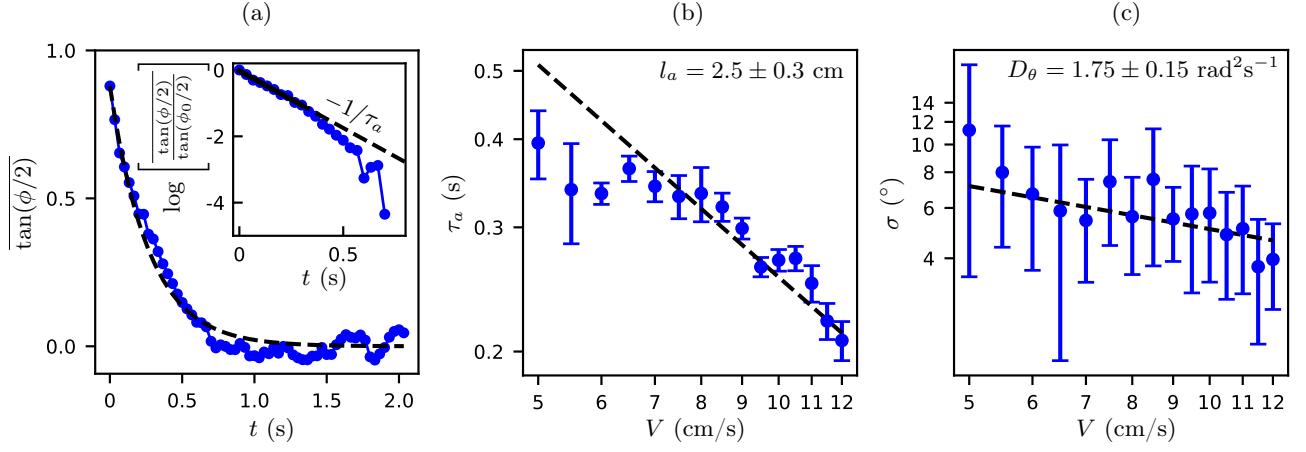 (a)
(b)
(c)
1.0
0.5
0.0
tan(ϕ/2)
0
0.5
1.0
1.5
2.0
t (s)
log [tan(ϕ/2) / tan(ϕ₀/2)]
0
−2
−4
−1/τₐ
0
0.5
t (s)
lₐ = 2.5 ± 0.3 cm
0.5
0.4
0.3
0.2
τₐ (s)
5
6
7
8
9
10
11
12
V (cm/s)
D_θ = 1.75 ± 0.15 rad²s⁻¹
14
12
10
8
6
4
σ (°)
5
6
7
8
9
10
11
12
V (cm/s)